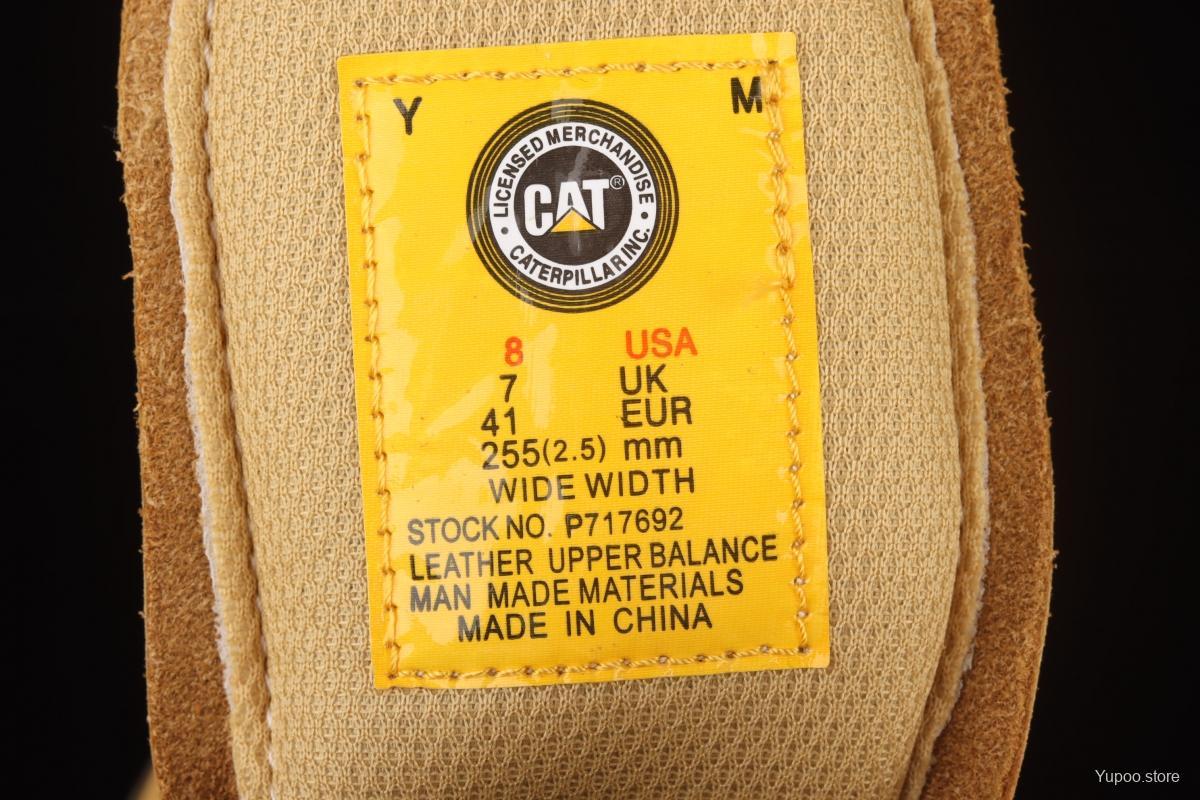 Y M
LICENSED MERCHANDISE
CAT®
CATERPILLAR INC.
8 USA
7 UK
41 EUR
255(2.5) mm
WIDE WIDTH
STOCK NO. P717692
LEATHER UPPER BALANCE
MAN MADE MATERIALS
MADE IN CHINA
Yupoo.store